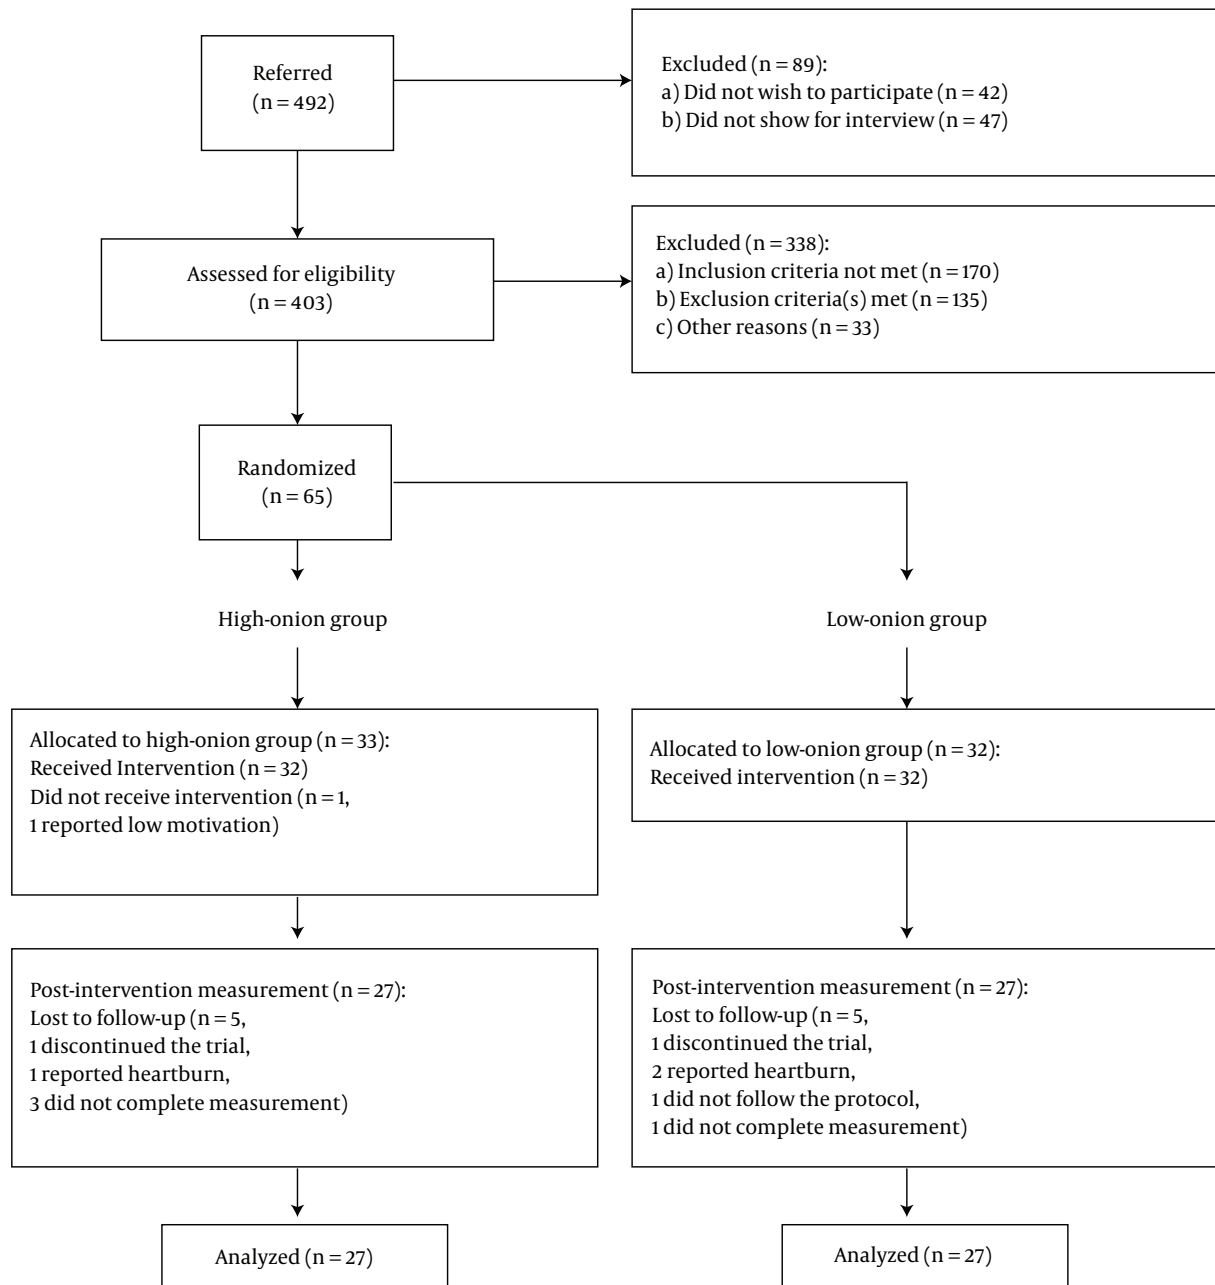 Referred
(n = 492)
Excluded (n = 89):
a) Did not wish to participate (n = 42)
b) Did not show for interview (n = 47)
Assessed for eligibility
(n = 403)
Excluded (n = 338):
a) Inclusion criteria not met (n = 170)
b) Exclusion criteria(s) met (n = 135)
c) Other reasons (n = 33)
Randomized
(n = 65)
High-onion group
Low-onion group
Allocated to high-onion group (n = 33):
Received Intervention (n = 32)
Did not receive intervention (n = 1,
1 reported low motivation)
Allocated to low-onion group (n = 32):
Received intervention (n = 32)
Post-intervention measurement (n = 27):
Lost to follow-up (n = 5,
1 discontinued the trial,
1 reported heartburn,
3 did not complete measurement)
Post-intervention measurement (n = 27):
Lost to follow-up (n = 5,
1 discontinued the trial,
2 reported heartburn,
1 did not follow the protocol,
1 did not complete measurement)
Analyzed (n = 27)
Analyzed (n = 27)